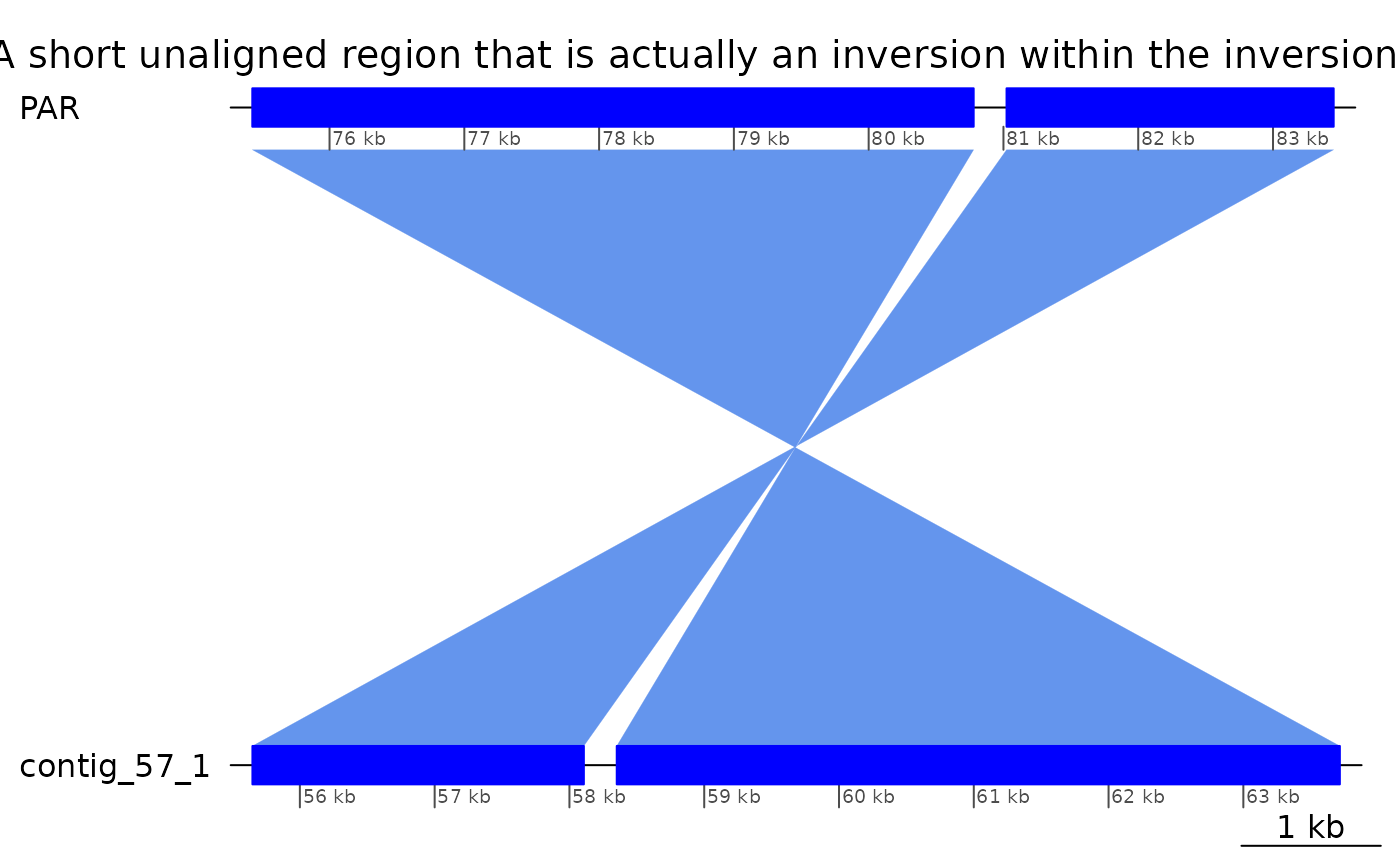 A short unaligned region that is actually an inversion within the inversion
PAR
76 kb 77 kb 78 kb 79 kb 80 kb 81 kb 82 kb 83 kb
contig_57_1
56 kb 57 kb 58 kb 59 kb 60 kb 61 kb 62 kb 63 kb
1 kb